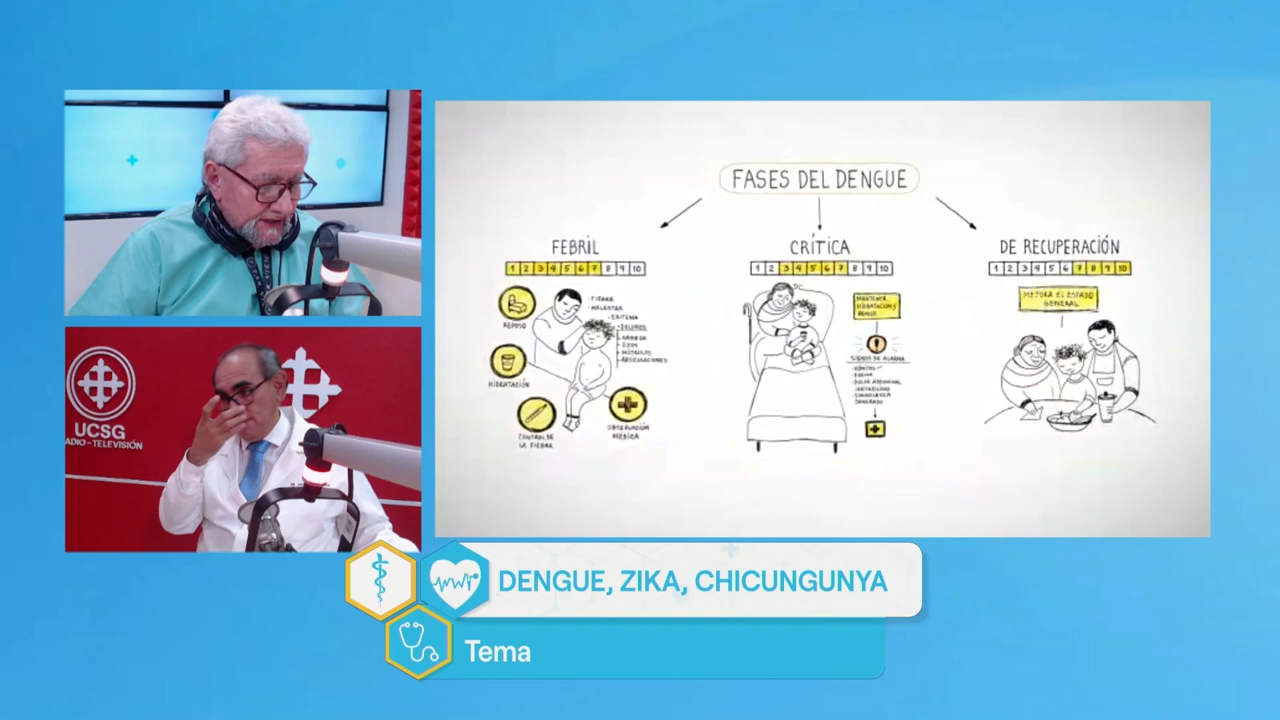 FASES DEL DENGUE
FEBRIL
1 2 3 4 5 6 7 8 9 10
REPOSO
HIDRATACIÓN
CONTROL DE
LA FIEBRE
OBSERVACIÓN
MÉDICA
- FIEBRE
- MALESTAR
- ERITEMA
- DOLORES
- CABEZA
- OJOS
- MÚSCULOS
- ARTICULACIONES
CRÍTICA
1 2 3 4 5 6 7 8 9 10
MANTENER
HIDRATACIÓN Y
REPOSO
SIGNOS DE ALARMA
- VÓMITOS
- EDEMA
- DOLOR ABDOMINAL
- SOMNOLENCIA
- SANGRADO
DE RECUPERACIÓN
1 2 3 4 5 6 7 8 9 10
MEJORA EL ESTADO
GENERAL
UCSG
ADIO - TELEVISIÓN
DENGUE, ZIKA, CHICUNGUNYA
Tema